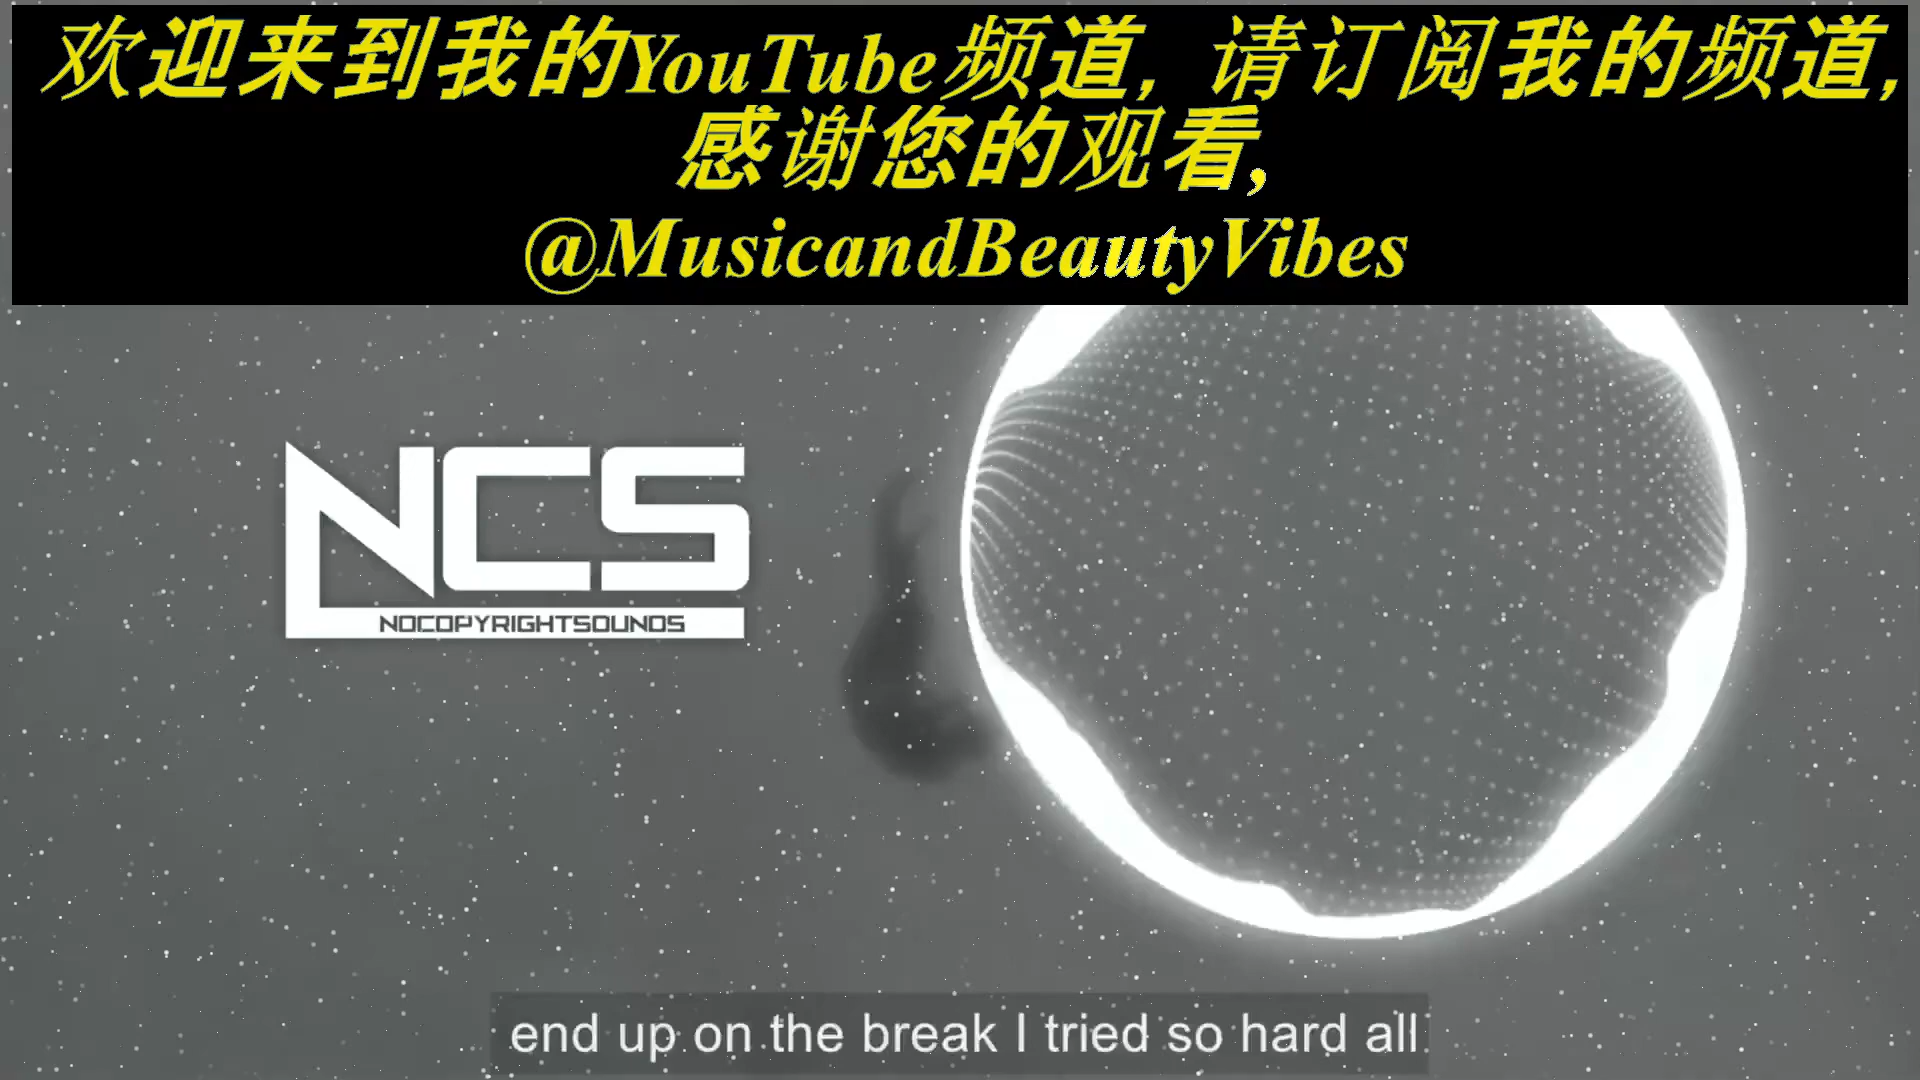 欢迎来到我的YouTube频道, 请订阅我的频道,
感谢您的观看,
@MusicandBeautyVibes
NCS
NOCOPYRIGHTSOUNDS
end up on the break I tried so hard all